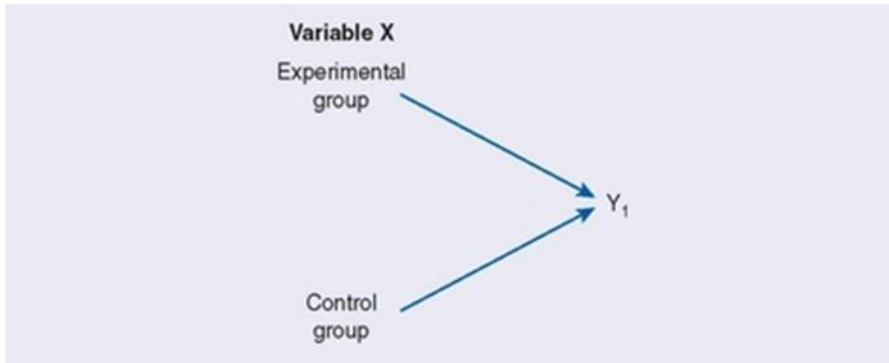 Variable X
Experimental
group
Y₁
Control
group